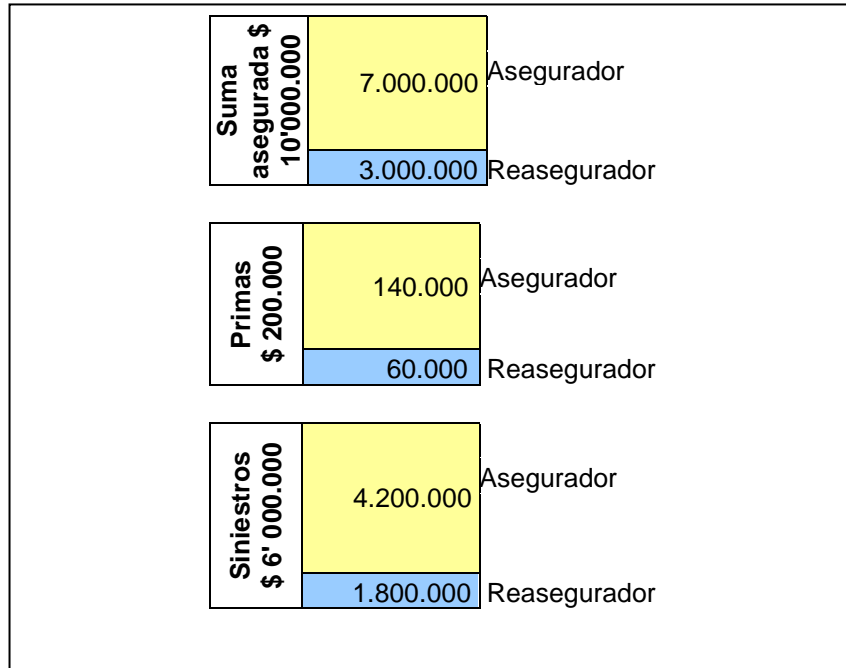 Suma
asegurada $
10'000.000
7.000.000
Asegurador
3.000.000
Reasegurador
Primas
$ 200.000
140.000
Asegurador
60.000
Reasegurador
Siniestros
$ 6' 000.000
4.200.000
Asegurador
1.800.000
Reasegurador